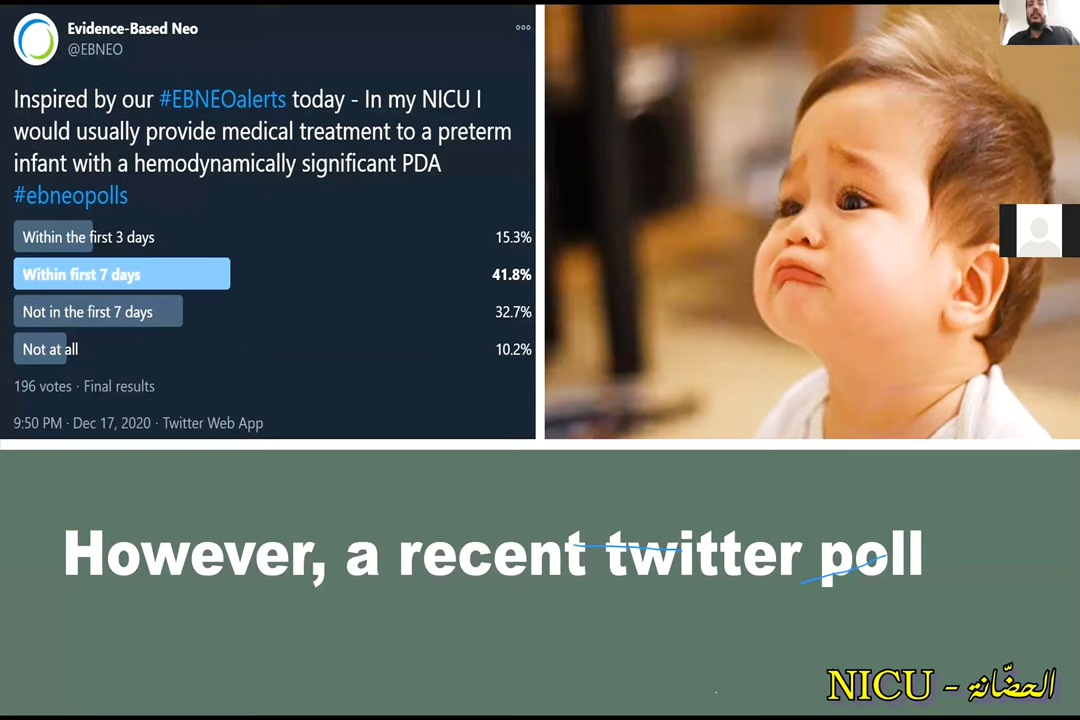 Evidence-Based Neo
@EBNEO
Inspired by our #EBNEOalerts today - In my NICU I
would usually provide medical treatment to a preterm
infant with a hemodynamically significant PDA
#ebneopolls
Within the first 3 days 15.3%
Within first 7 days 41.8%
Not in the first 7 days 32.7%
Not at all 10.2%
196 votes · Final results
9:50 PM · Dec 17, 2020 · Twitter Web App
However, a recent twitter poll
NICU - الحضّانة